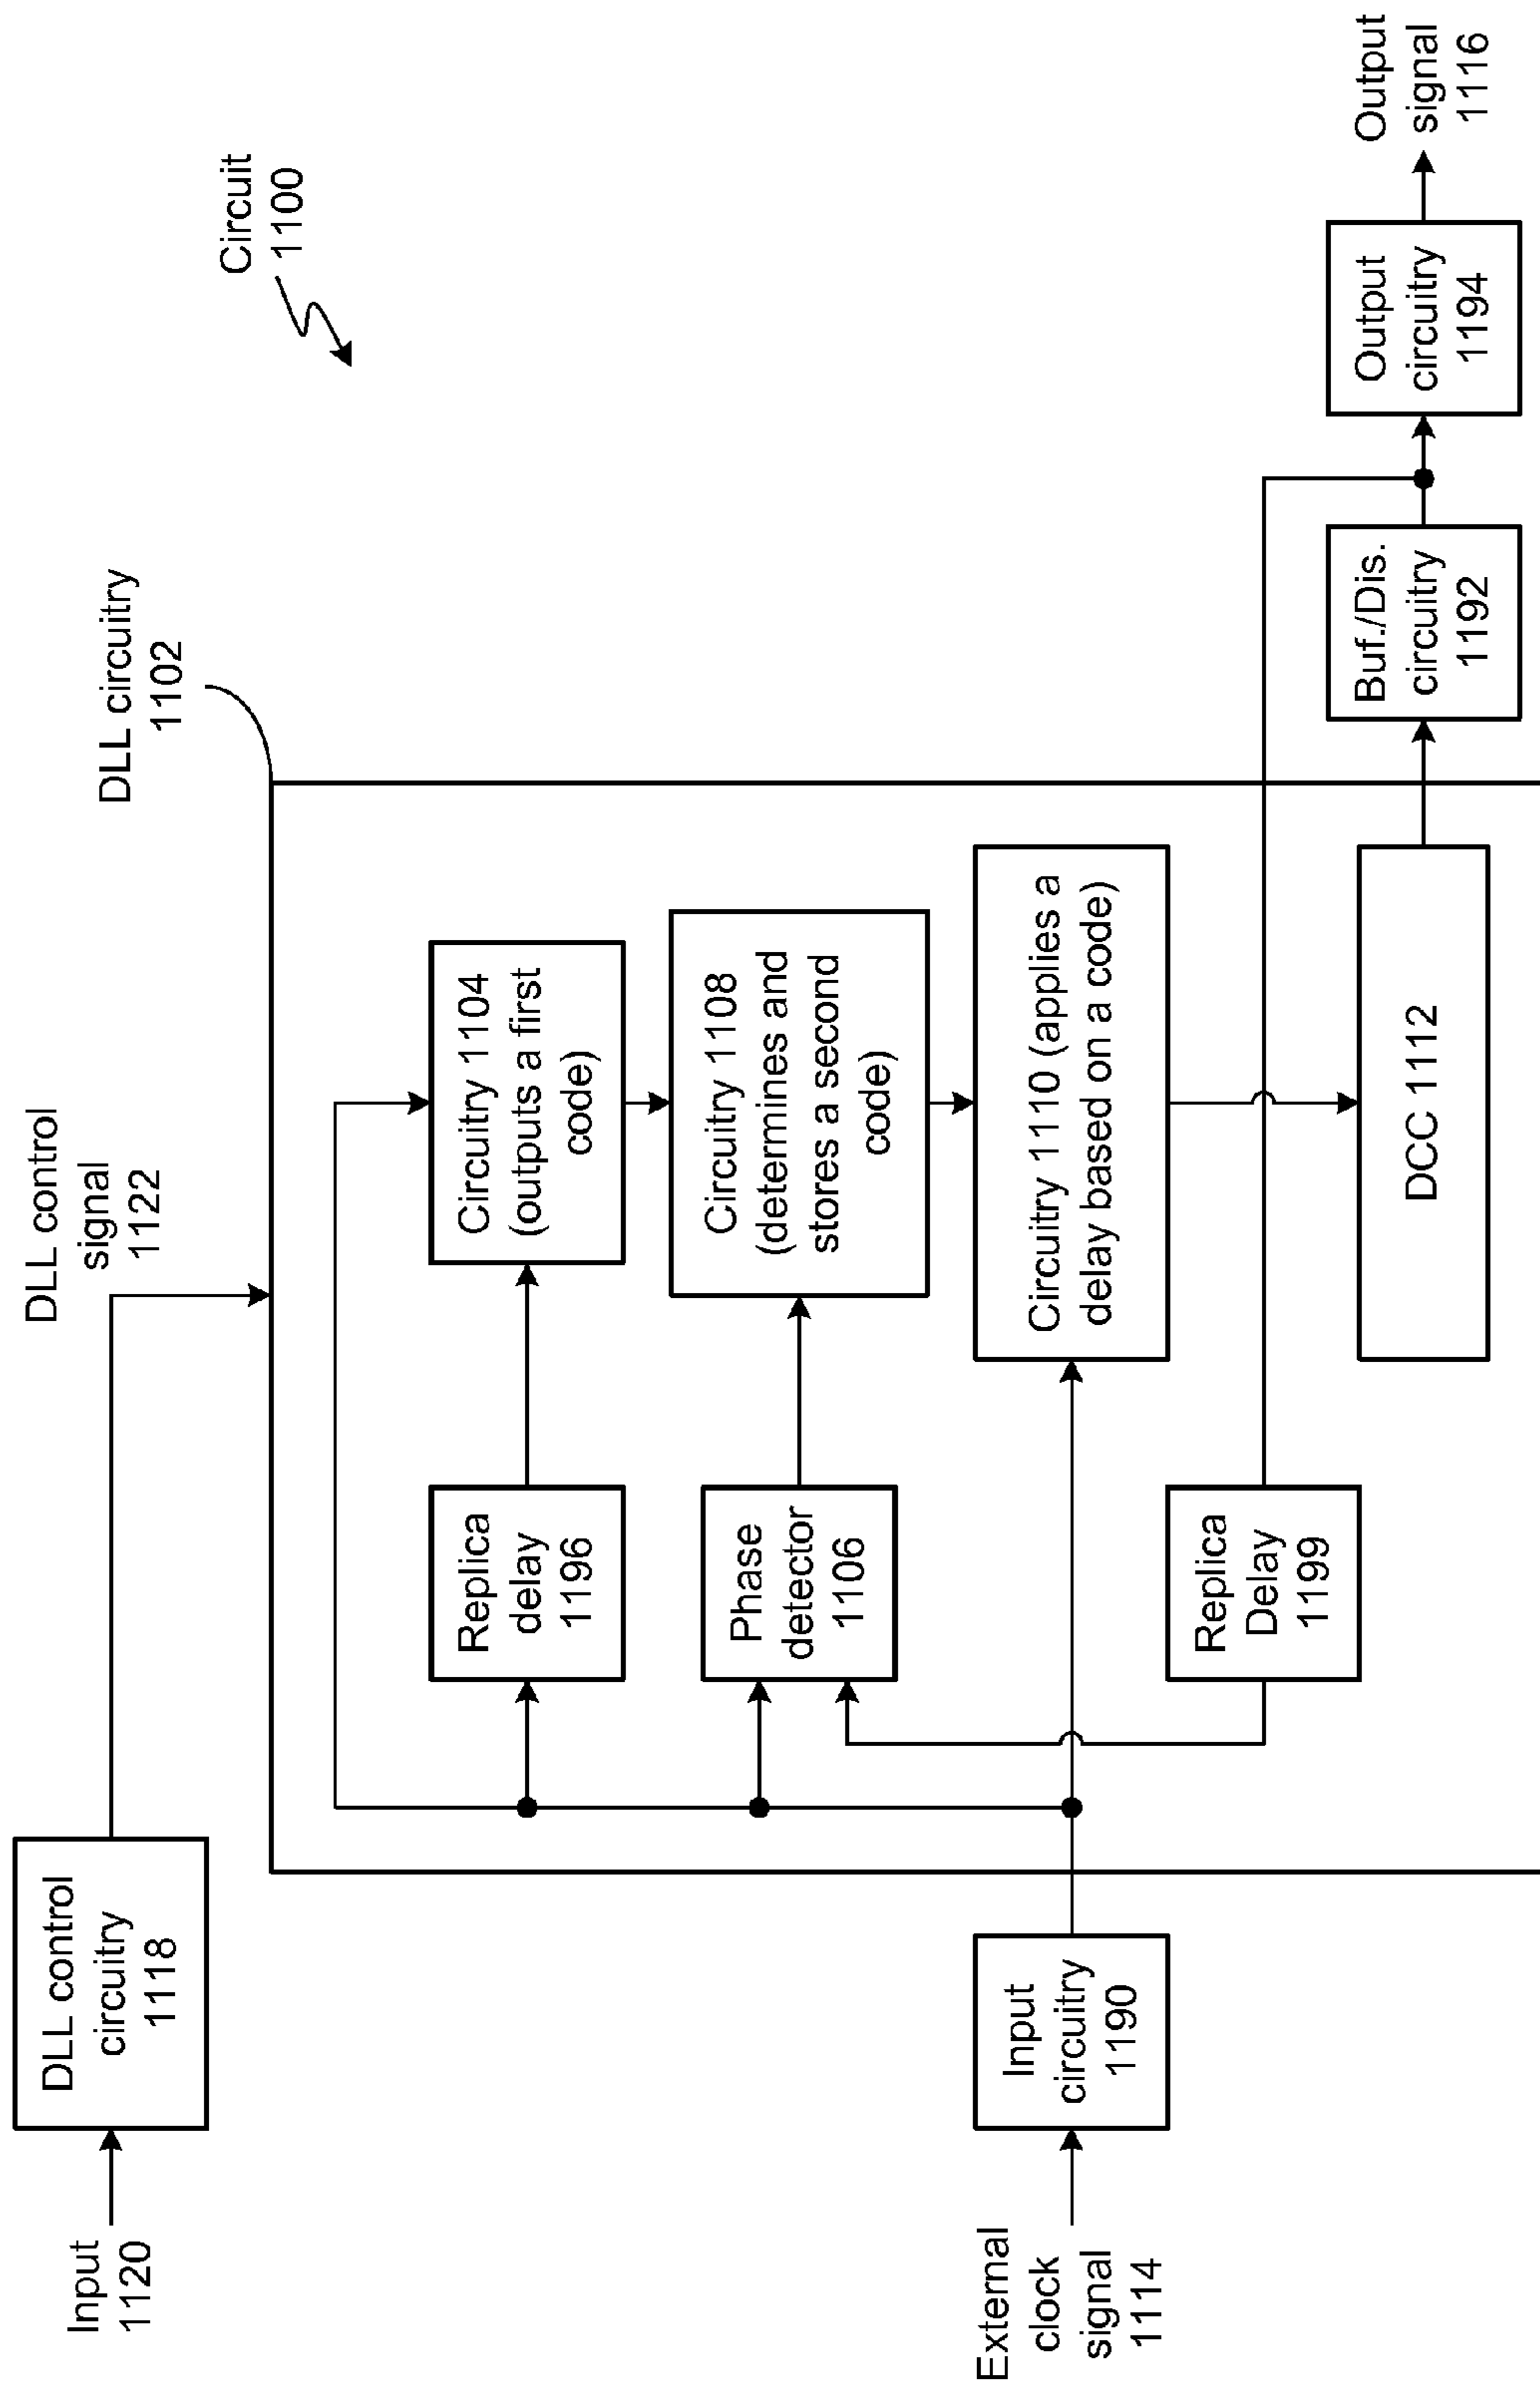 Input
1120
DLL control
circuitry
1118
DLL control
signal
1122
DLL circuitry
1102
Circuit
1100
Replica
delay
1196
Circuitry 1104
(outputs a first
code)
Phase
detector
1106
Circuitry 1108
(determines and
stores a second
code)
External
clock
signal
1114
Input
circuitry
1190
Circuitry 1110 (applies a
delay based on a code)
Replica
Delay
1199
DCC 1112
Buf./Dis.
circuitry
1192
Output
circuitry
1194
Output
signal
1116